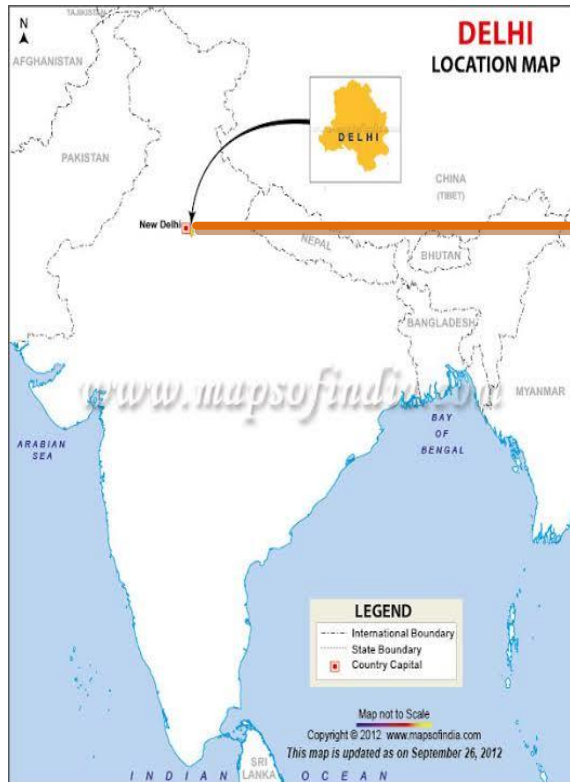 N
DELHI
LOCATION MAP
TAJIKISTAN
AFGHANISTAN
PAKISTAN
DELHI
CHINA
(TIBET)
New Delhi
NEPAL
BHUTAN
BANGLADESH
www.mapsofindia.com
MYANMAR
ARABIAN
SEA
BAY
OF
BENGAL
LEGEND
International Boundary
State Boundary
Country Capital
Map not to Scale
Copyright © 2012 www.mapsofindia.com
This map is updated as on September 26, 2012
SRI
LANKA
INDIAN OCEAN